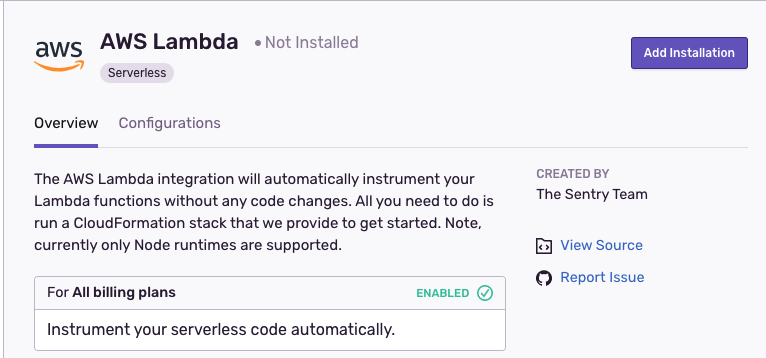 aws
AWS Lambda
Not Installed
Serverless
Add Installation
Overview
Configurations
The AWS Lambda integration will automatically instrument your
Lambda functions without any code changes. All you need to do is
run a CloudFormation stack that we provide to get started. Note,
currently only Node runtimes are supported.
CREATED BY
The Sentry Team
View Source
Report Issue
For All billing plans
ENABLED
Instrument your serverless code automatically.